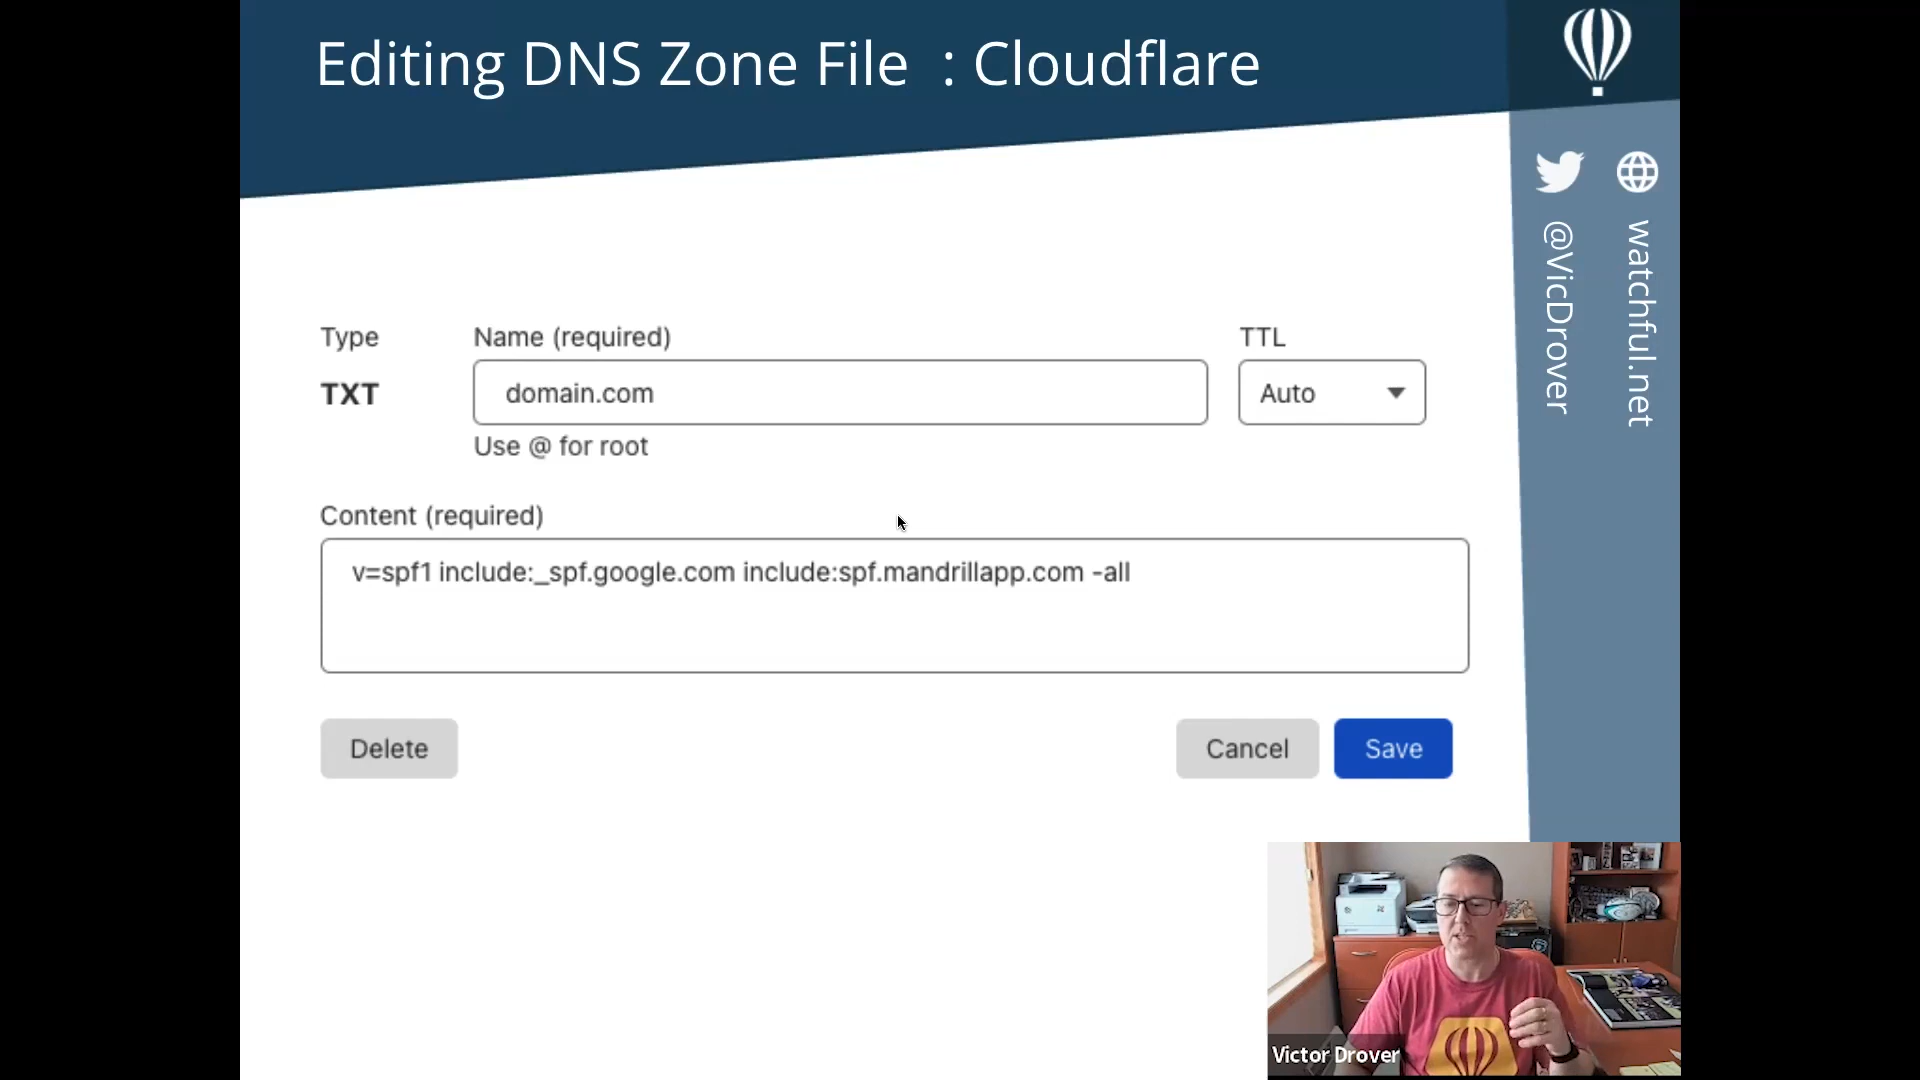 Editing DNS Zone File : Cloudflare
@VicDrover
watchful.net
Type
Name (required)
TTL
TXT
domain.com
Auto
Use @ for root
Content (required)
v=spf1 include:_spf.google.com include:spf.mandrillapp.com -all
Delete
Cancel
Save
Victor Drover